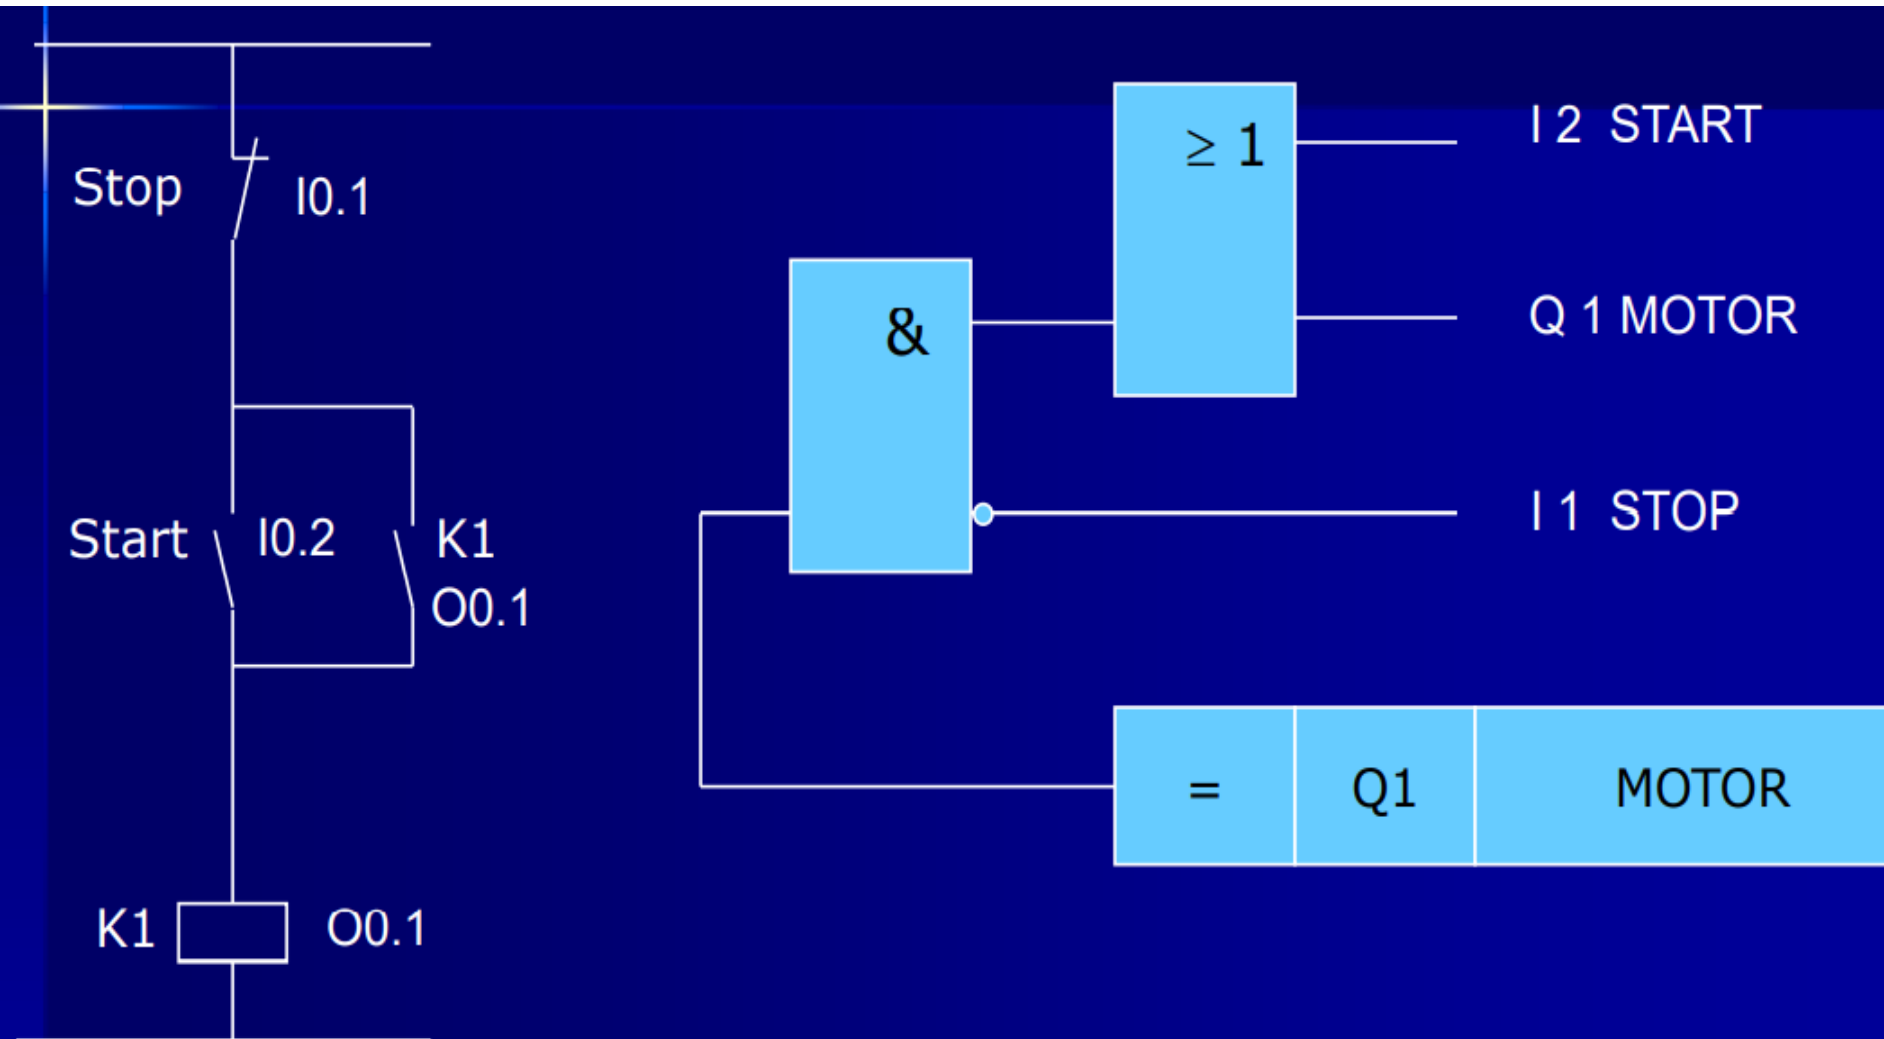 Stop
I0.1
Start
I0.2
K1
O0.1
K1
O0.1
≥ 1
I 2 START
&
Q 1 MOTOR
I 1 STOP
=
Q1
MOTOR